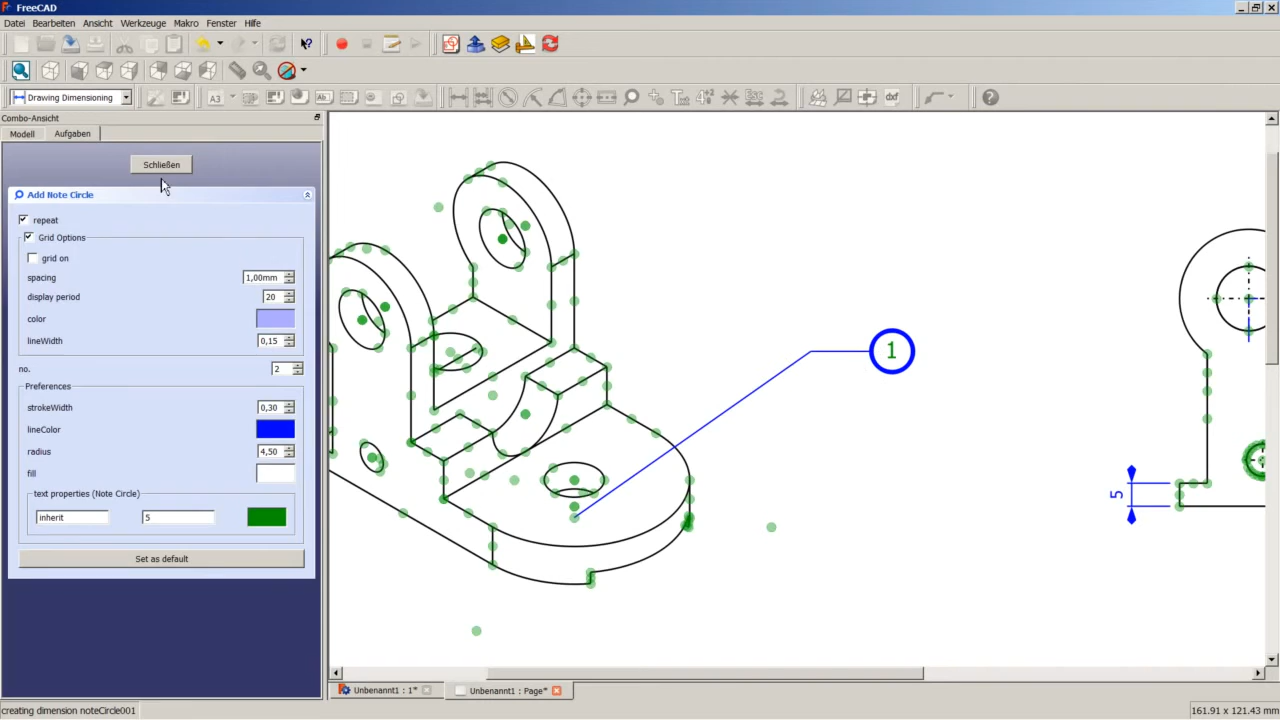 FreeCAD
Datei Bearbeiten Ansicht Werkzeuge Makro Fenster Hilfe
Drawing Dimensioning
A3
Ab
Esc
dxf
Combo-Ansicht
Modell Aufgaben
Schließen
Add Note Circle
repeat
Grid Options
grid on
spacing 1,00mm
display period 20
color
lineWidth 0,15
no. 2
Preferences
strokeWidth 0,30
lineColor
radius 4,50
fill
text properties (Note Circle)
inherit 5
Set as default
1
5
Unbenannt1 : 1* Unbenannt1 : Page*
creating dimension noteCircle001 161.91 x 121.43 mm